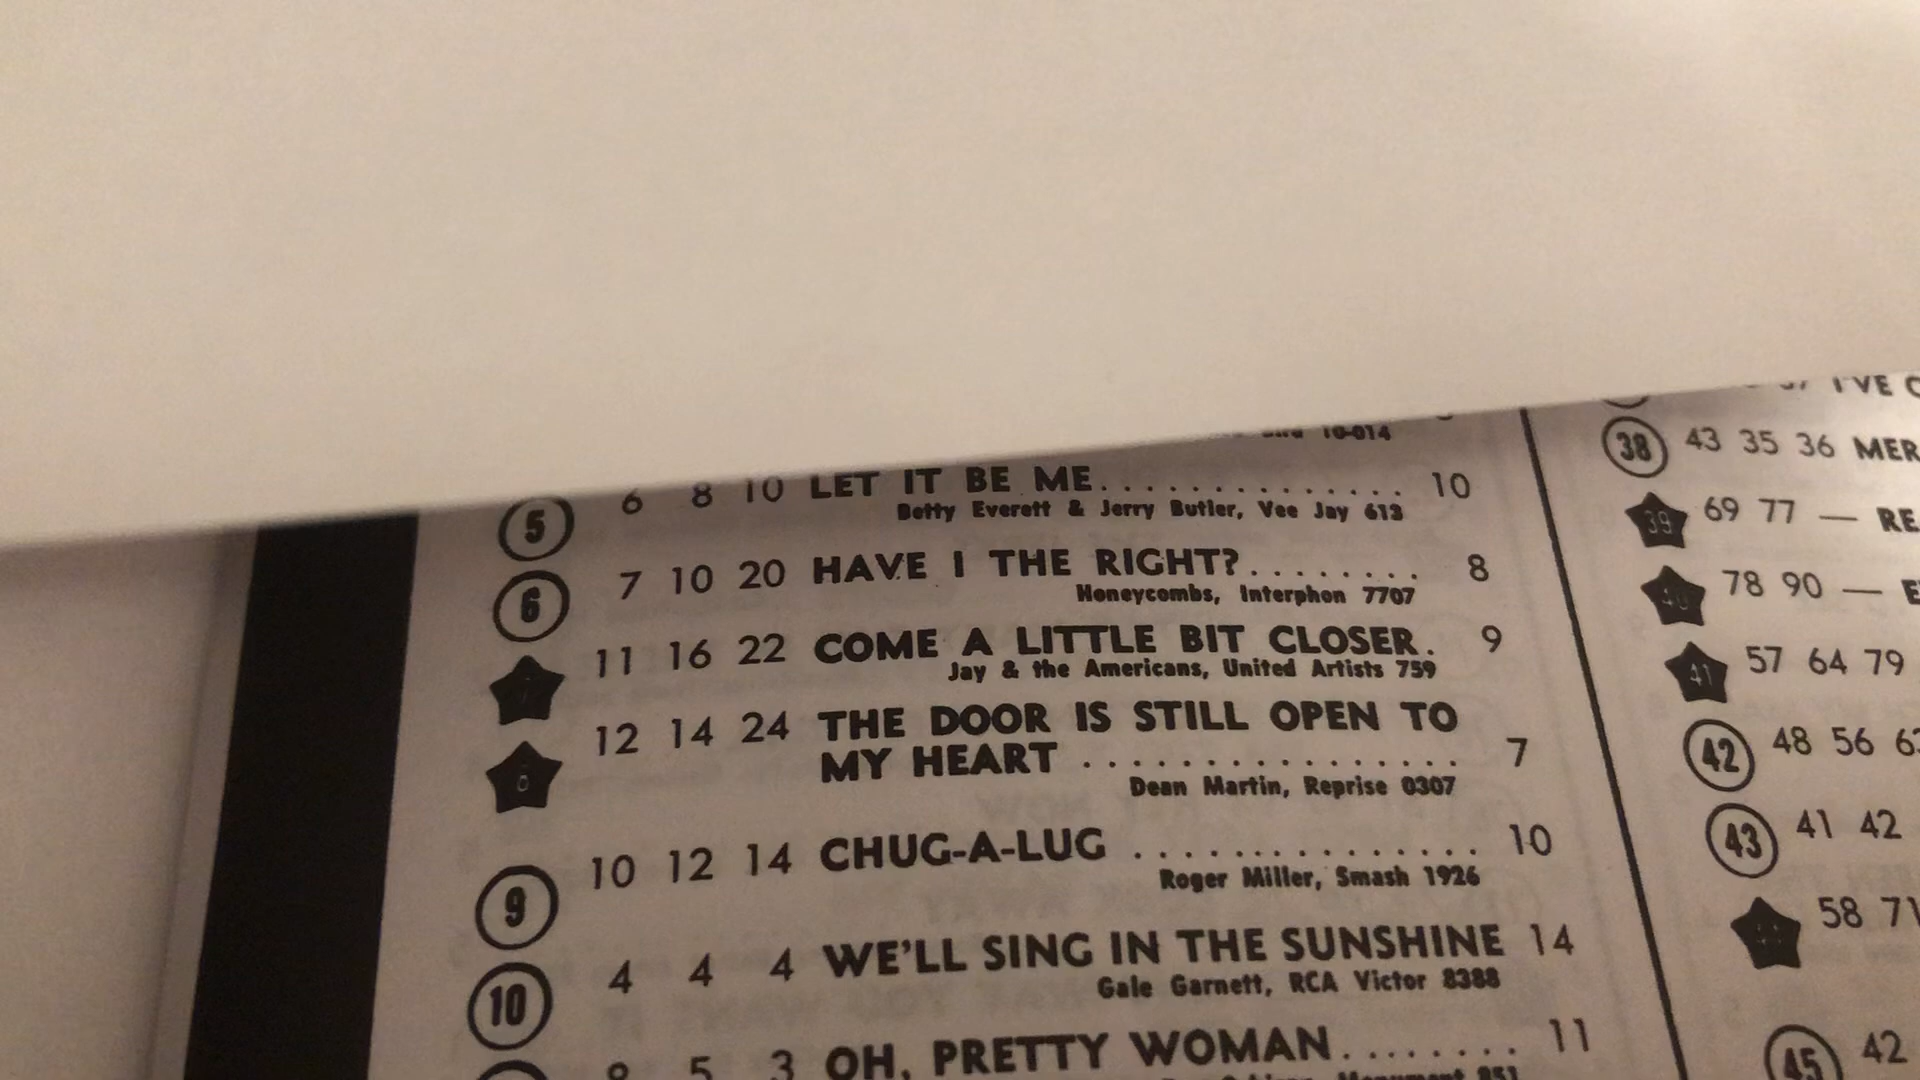 10-014
5 6 8 10 LET IT BE ME.............. 10
Betty Everett & Jerry Butler, Vee Jay 613
6 7 10 20 HAVE I THE RIGHT?........ 8
Honeycombs, Interphon 7707
11 16 22 COME A LITTLE BIT CLOSER. 9
Jay & the Americans, United Artists 759
8 12 14 24 THE DOOR IS STILL OPEN TO
MY HEART ................. 7
Dean Martin, Reprise 0307
9 10 12 14 CHUG-A-LUG ................ 10
Roger Miller, Smash 1926
10 4 4 4 WE'LL SING IN THE SUNSHINE 14
Gale Garnett, RCA Victor 8388
5 3 OH, PRETTY WOMAN........ 11
I'VE
38 43 35 36 MER
39 69 77 — RE
40 78 90 — E
41 57 64 79
42 48 56
43 41 42
58 71
45 42